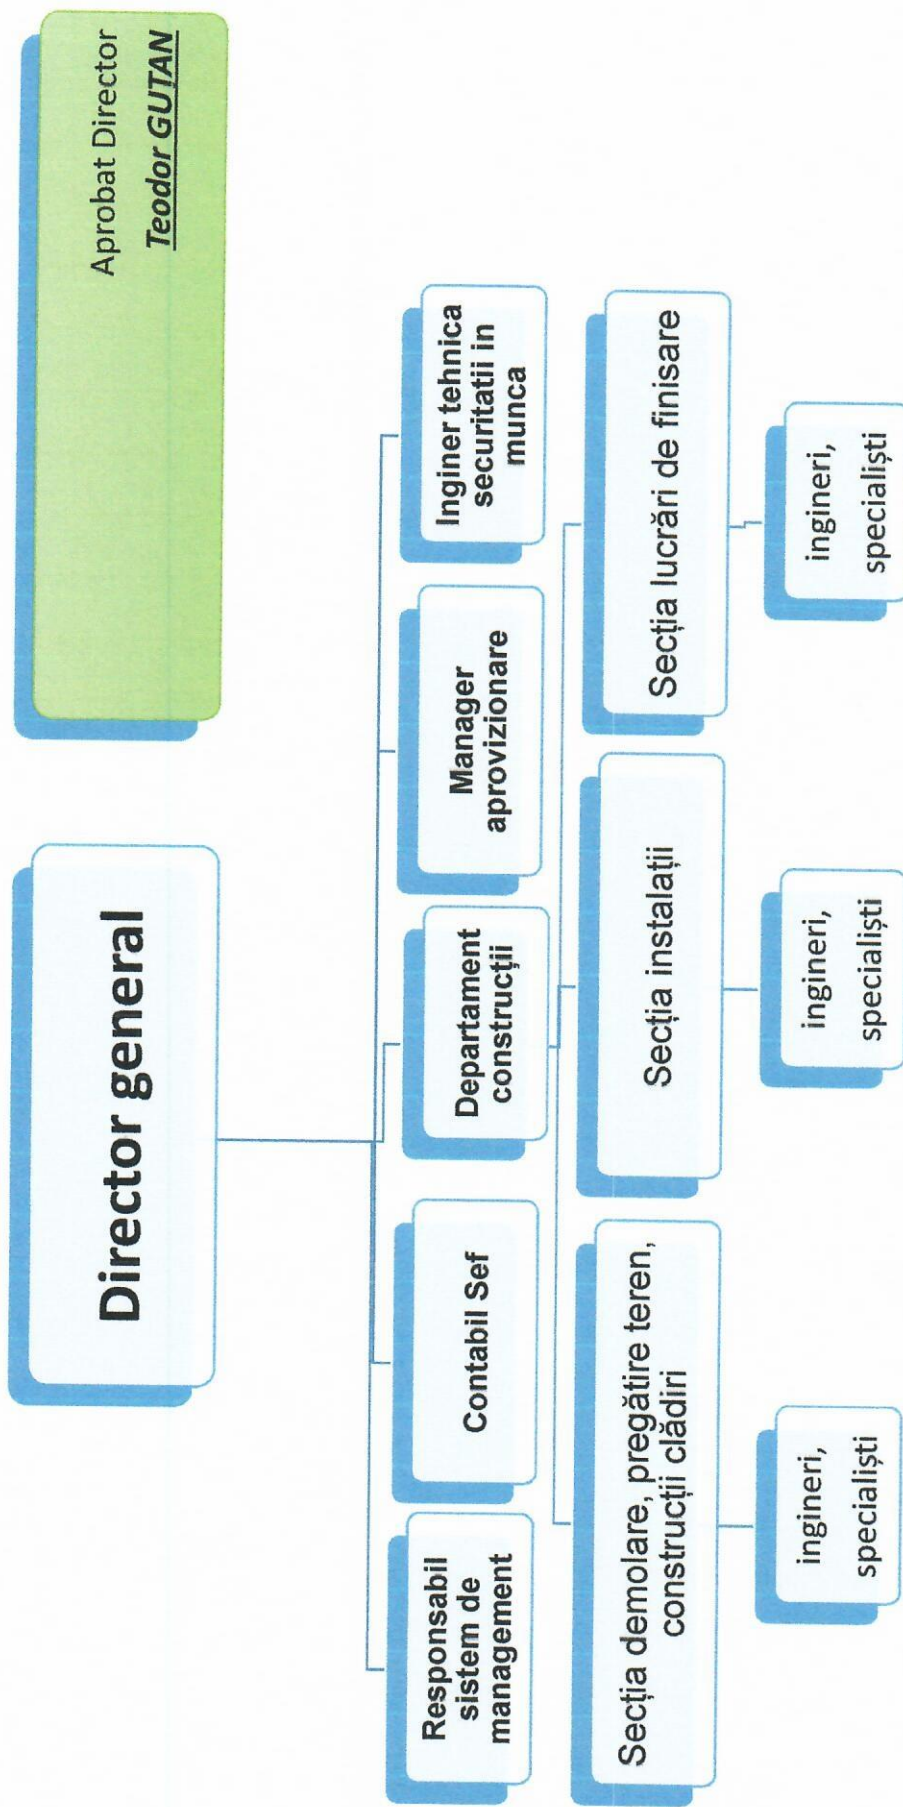 Aprobat Director
Teodor GUȚAN
Director general
Responsabil
sistem de
management
Contabil Sef
Departament
construcții
Manager
aprovizionare
Inginer tehnica
securitatii in
munca
Secția demolare, pregătire teren,
construcții clădiri
Secția instalații
Secția lucrări de finisare
ingineri,
specialiști
ingineri,
specialiști
ingineri,
specialiști